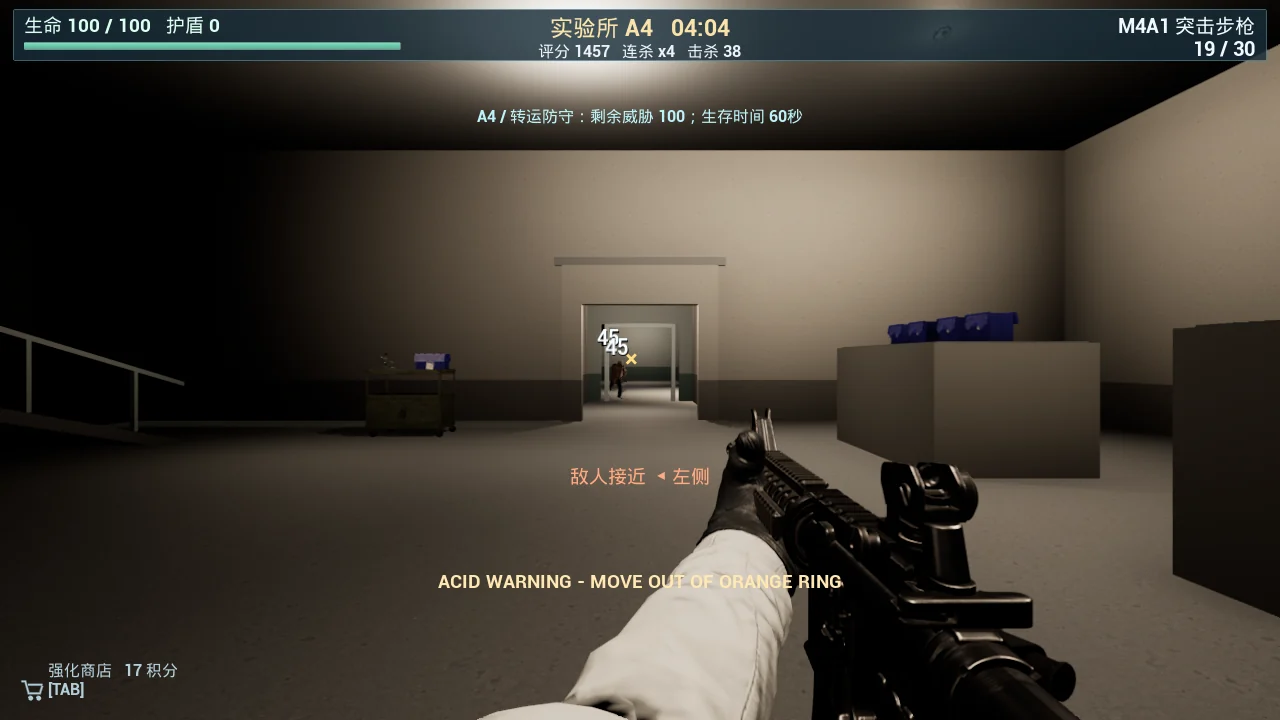 生命 100 / 100 护盾 0
实验所 A4 04:04
评分 1457 连杀 x4 击杀 38
M4A1 突击步枪
19 / 30
A4 / 转运防守：剩余威胁 100；生存时间 60秒
45
45
敌人接近 ◂ 左侧
ACID WARNING - MOVE OUT OF ORANGE RING
强化商店 17 积分
[TAB]